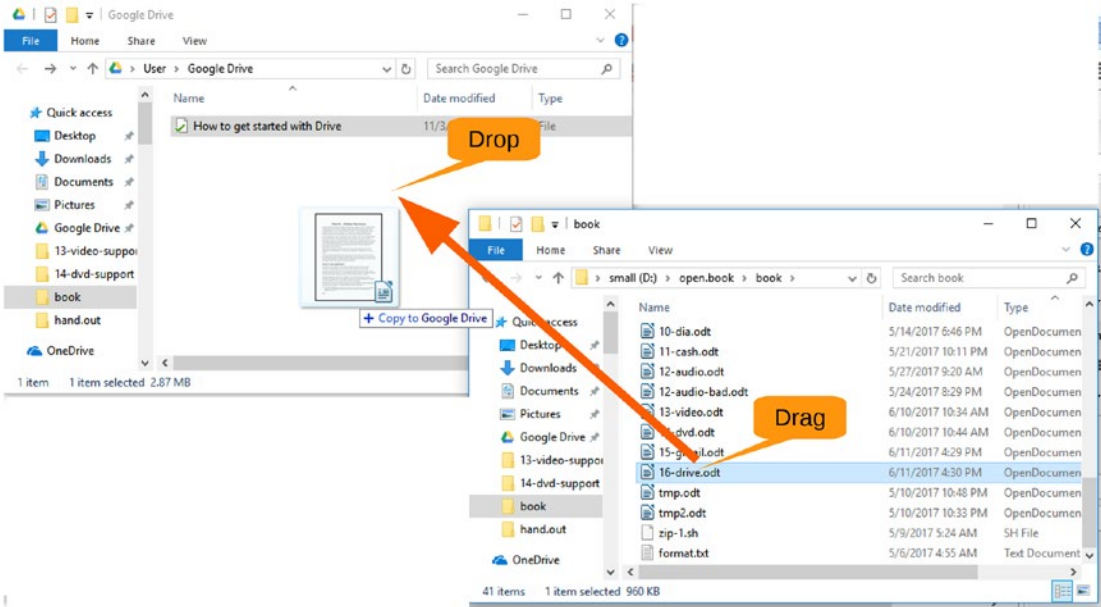 Google Drive
File Home Share View
User > Google Drive
Search Google Drive
Name Date modified Type
Quick access
Desktop
Downloads
Documents
Pictures
Google Drive
13-video-suppor
14-dvd-support
book
hand.out
OneDrive
How to get started with Drive 11/3 File
Drop
+ Copy to Google Drive
1 item 1 item selected 2.87 MB
book
File Home Share View
small (D:) > open.book > book >
Search book
Name Date modified Type
Quick access
Desktop
Downloads
Documents
Pictures
Google Drive
13-video-suppor
14-dvd-support
book
hand.out
OneDrive
10-dia.odt 5/14/2017 6:46 PM OpenDocumen
11-cash.odt 5/21/2017 10:11 PM OpenDocumen
12-audio.odt 5/27/2017 9:20 AM OpenDocumen
12-audio-bad.odt 5/24/2017 8:29 PM OpenDocumen
13-video.odt 6/10/2017 10:34 AM OpenDocumen
dvd.odt 6/10/2017 10:44 AM OpenDocumen
15-gmail.odt 6/11/2017 4:29 PM OpenDocumen
16-drive.odt 6/11/2017 4:30 PM OpenDocumen
tmp.odt 5/10/2017 10:48 PM OpenDocumen
tmp2.odt 5/10/2017 10:33 PM OpenDocumen
zip-1.sh 5/9/2017 5:24 AM SH File
format.txt 5/6/2017 4:55 AM Text Document
Drag
41 items 1 item selected 960 KB